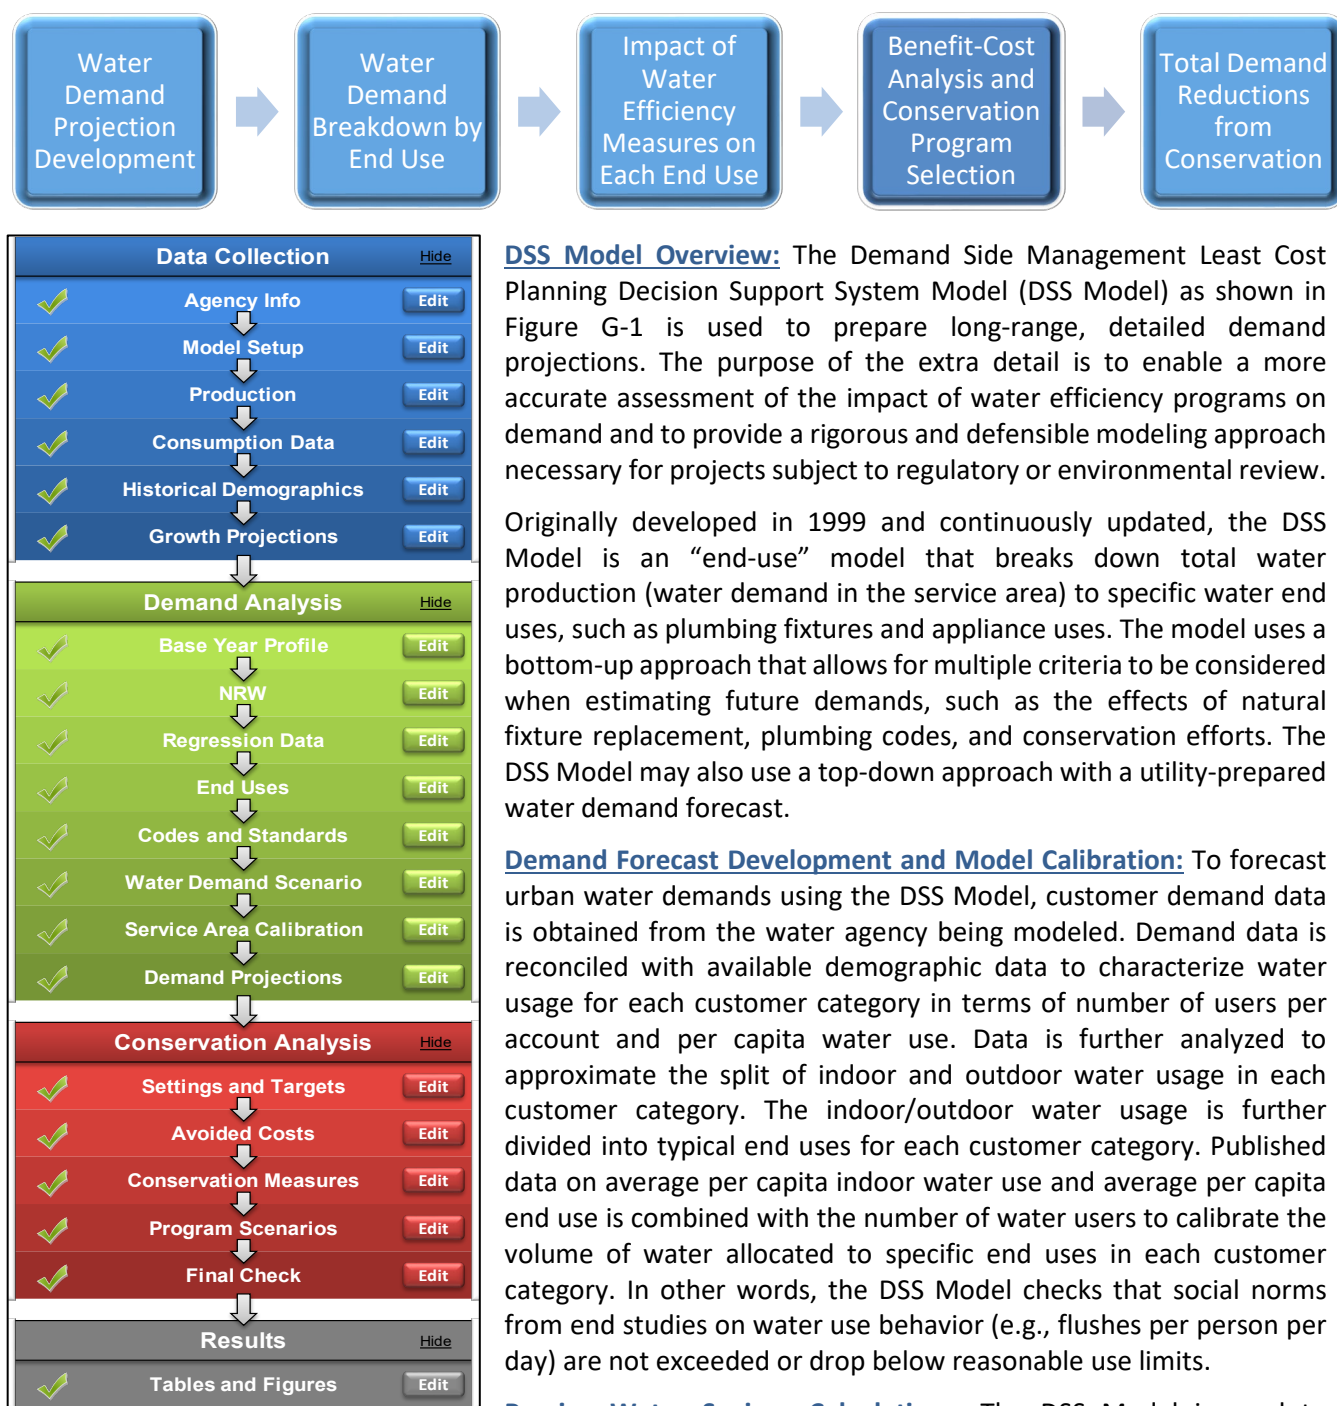 Water
Demand
Projection
Development
Water
Demand
Breakdown by
End Use
Impact of
Water
Efficiency
Measures on
Each End Use
Benefit-Cost
Analysis and
Conservation
Program
Selection
Total Demand
Reductions
from
Conservation
Data Collection Hide
Agency Info Edit
Model Setup Edit
Production Edit
Consumption Data Edit
Historical Demographics Edit
Growth Projections Edit
Demand Analysis Hide
Base Year Profile Edit
NRW Edit
Regression Data Edit
End Uses Edit
Codes and Standards Edit
Water Demand Scenario Edit
Service Area Calibration Edit
Demand Projections Edit
Conservation Analysis Hide
Settings and Targets Edit
Avoided Costs Edit
Conservation Measures Edit
Program Scenarios Edit
Final Check Edit
Results Hide
Tables and Figures Edit
DSS Model Overview: The Demand Side Management Least Cost
Planning Decision Support System Model (DSS Model) as shown in
Figure G-1 is used to prepare long-range, detailed demand
projections. The purpose of the extra detail is to enable a more
accurate assessment of the impact of water efficiency programs on
demand and to provide a rigorous and defensible modeling approach
necessary for projects subject to regulatory or environmental review.
Originally developed in 1999 and continuously updated, the DSS
Model is an “end-use” model that breaks down total water
production (water demand in the service area) to specific water end
uses, such as plumbing fixtures and appliance uses. The model uses a
bottom-up approach that allows for multiple criteria to be considered
when estimating future demands, such as the effects of natural
fixture replacement, plumbing codes, and conservation efforts. The
DSS Model may also use a top-down approach with a utility-prepared
water demand forecast.
Demand Forecast Development and Model Calibration: To forecast
urban water demands using the DSS Model, customer demand data
is obtained from the water agency being modeled. Demand data is
reconciled with available demographic data to characterize water
usage for each customer category in terms of number of users per
account and per capita water use. Data is further analyzed to
approximate the split of indoor and outdoor water usage in each
customer category. The indoor/outdoor water usage is further
divided into typical end uses for each customer category. Published
data on average per capita indoor water use and average per capita
end use is combined with the number of water users to calibrate the
volume of water allocated to specific end uses in each customer
category. In other words, the DSS Model checks that social norms
from end studies on water use behavior (e.g., flushes per person per
day) are not exceeded or drop below reasonable use limits.